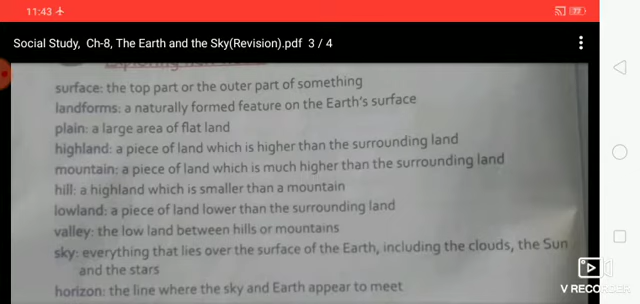 11:43
Social Study, Ch-8, The Earth and the Sky(Revision).pdf 3 / 4
surface: the top part or the outer part of something
landforms: a naturally formed feature on the Earth's surface
plain: a large area of flat land
highland: a piece of land which is higher than the surrounding land
mountain: a piece of land which is much higher than the surrounding land
hill: a highland which is smaller than a mountain
lowland: a piece of land lower than the surrounding land
valley: the low land between hills or mountains
sky: everything that lies over the surface of the Earth, including the clouds, the Sun
and the stars
horizon: the line where the sky and Earth appear to meet
V RECORDER